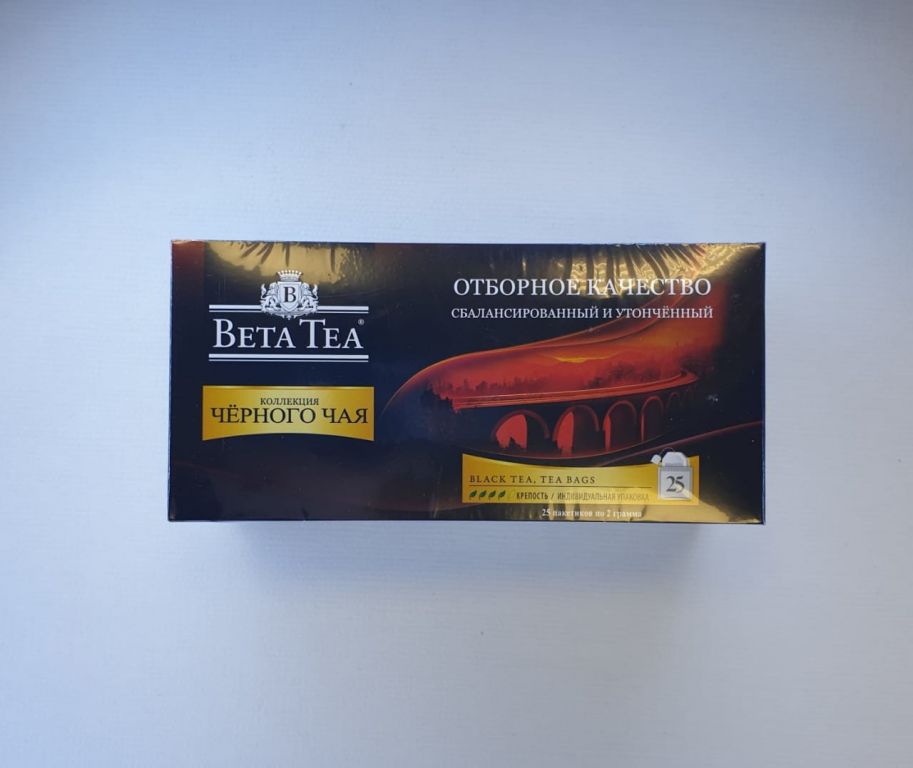 B
BETA TEA®
КОЛЛЕКЦИЯ
ЧЁРНОГО ЧАЯ
ОТБОРНОЕ КАЧЕСТВО
СБАЛАНСИРОВАННЫЙ И УТОНЧЁННЫЙ
BLACK TEA, TEA BAGS
КРЕПОСТЬ / ИНДИВИДУАЛЬНАЯ УПАКОВКА
25
25 пакетиков по 2 грамма